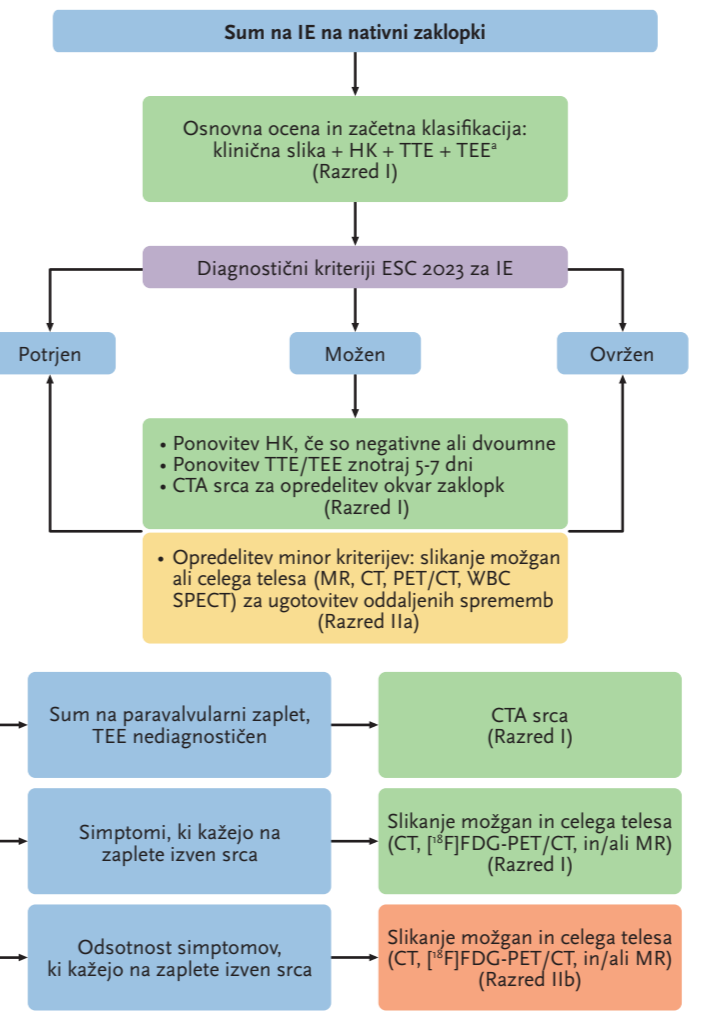 Sum na IE na nativni zaklopki
Osnovna ocena in začetna klasifikacija:
klinična slika + HK + TTE + TEEᵃ
(Razred I)
Diagnostični kriteriji ESC 2023 za IE
Potrjen
Možen
Ovržen
• Ponovitev HK, če so negativne ali dvoumne
• Ponovitev TTE/TEE znotraj 5-7 dni
• CTA srca za opredelitev okvar zaklopk
(Razred I)
• Opredelitev minor kriterijev: slikanje možgan
ali celega telesa (MR, CT, PET/CT, WBC
SPECT) za ugotovitev oddaljenih sprememb
(Razred IIa)
Sum na paravalvularni zaplet,
TEE nediagnostičen
CTA srca
(Razred I)
Simptomi, ki kažejo na
zaplete izven srca
Slikanje možgan in celega telesa
(CT, [¹⁸F]FDG-PET/CT, in/ali MR)
(Razred I)
Odsotnost simptomov,
ki kažejo na zaplete izven srca
Slikanje možgan in celega telesa
(CT, [¹⁸F]FDG-PET/CT, in/ali MR)
(Razred IIb)